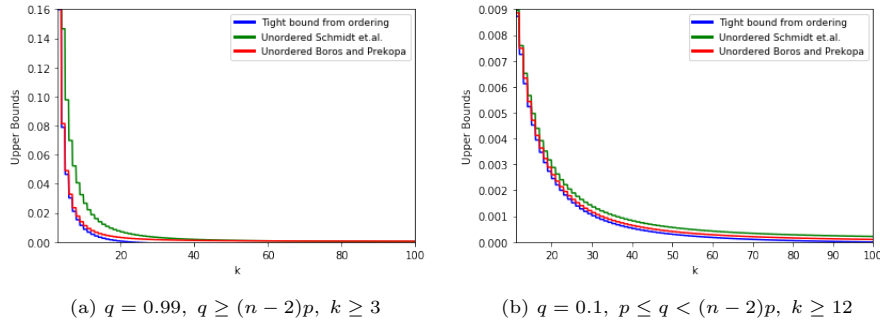 0.16
0.14
0.12
0.10
0.08
0.06
0.04
0.02
0.00
Upper Bounds
20
40
60
80
100
k
Tight bound from ordering
Unordered Schmidt et.al.
Unordered Boros and Prekopa
(a) q = 0.99, q ≥ (n − 2)p, k ≥ 3
0.009
0.008
0.007
0.006
0.005
0.004
0.003
0.002
0.001
0.000
Upper Bounds
20
30
40
50
60
70
80
90
100
k
Tight bound from ordering
Unordered Schmidt et.al.
Unordered Boros and Prekopa
(b) q = 0.1, p ≤ q < (n − 2)p, k ≥ 12